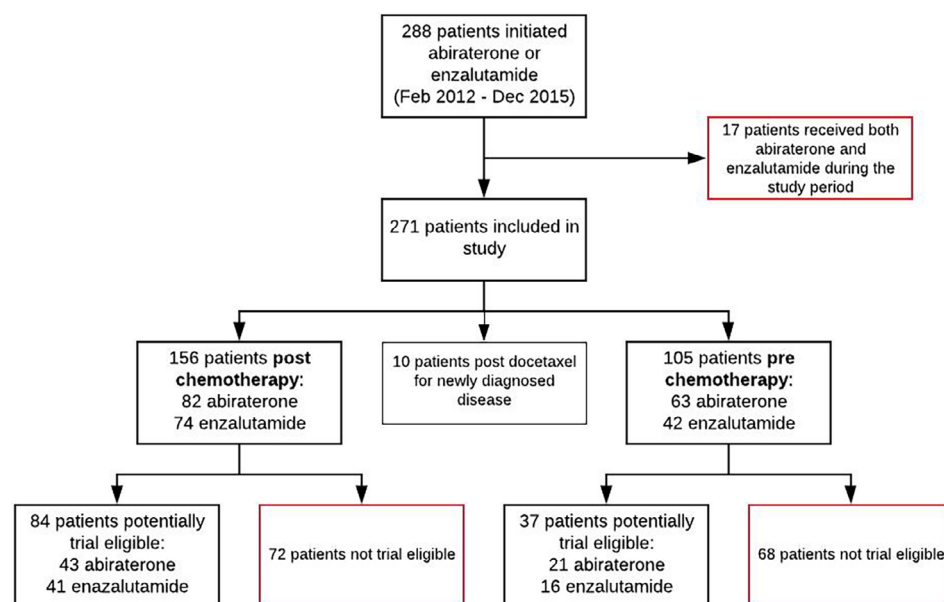 288 patients initiated
abiraterone or
enzalutamide
(Feb 2012 - Dec 2015)
17 patients received both
abiraterone and
enzalutamide during the
study period
271 patients included in
study
156 patients post
chemotherapy:
82 abiraterone
74 enzalutamide
10 patients post docetaxel
for newly diagnosed
disease
105 patients pre
chemotherapy:
63 abiraterone
42 enzalutamide
84 patients potentially
trial eligible:
43 abiraterone
41 enazalutamide
72 patients not trial eligible
37 patients potentially
trial eligible:
21 abiraterone
16 enzalutamide
68 patients not trial eligible